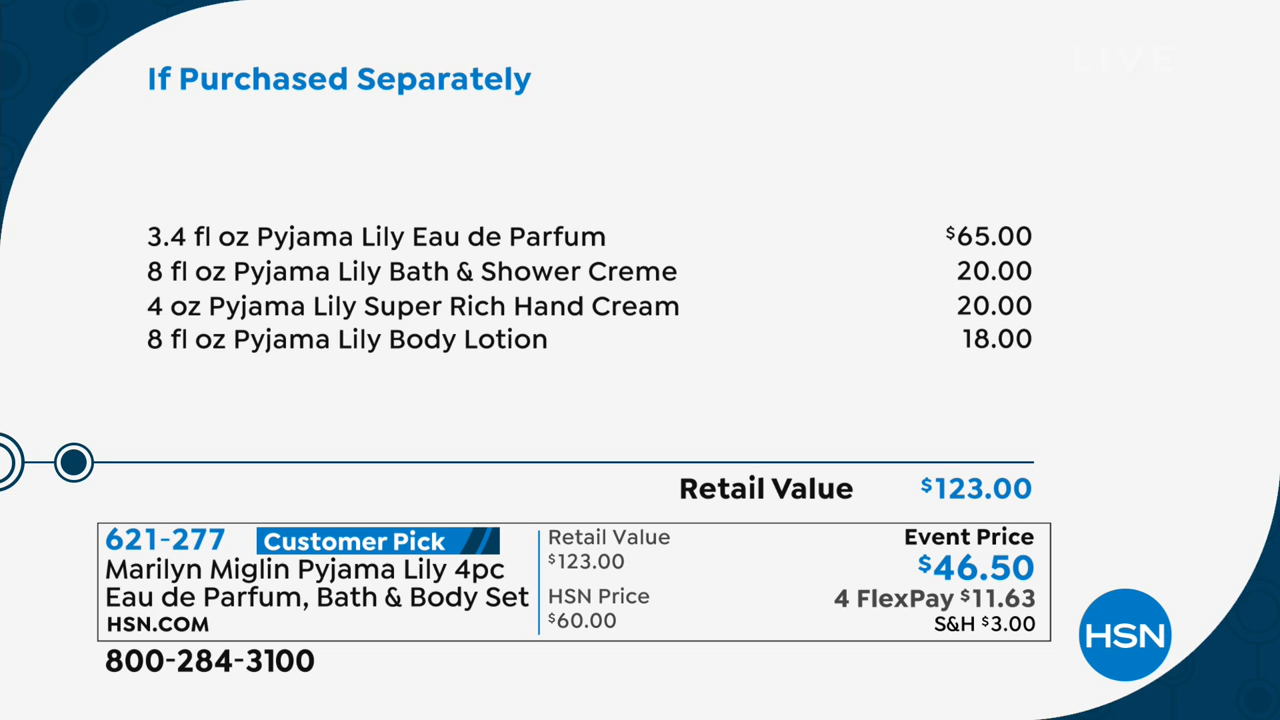 LIVE
If Purchased Separately
3.4 fl oz Pyjama Lily Eau de Parfum $65.00
8 fl oz Pyjama Lily Bath & Shower Creme 20.00
4 oz Pyjama Lily Super Rich Hand Cream 20.00
8 fl oz Pyjama Lily Body Lotion 18.00
Retail Value $123.00
621-277 Customer Pick
Marilyn Miglin Pyjama Lily 4pc
Eau de Parfum, Bath & Body Set
HSN.COM
Retail Value
$123.00
HSN Price
$60.00
Event Price
$46.50
4 FlexPay $11.63
S&H $3.00
HSN
800-284-3100